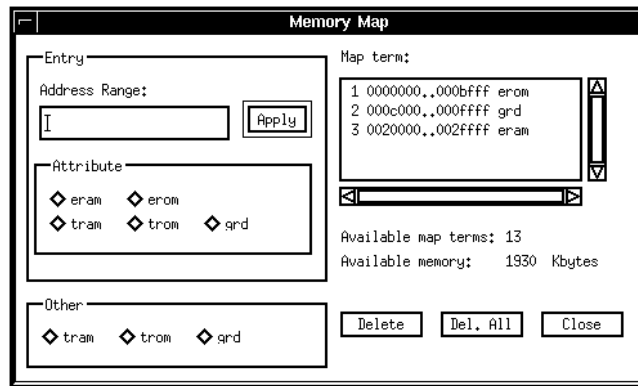 Memory Map
Entry
Address Range:
Apply
Attribute
eram erom
tram trom grd
Other
tram trom grd
Map term:
1 0000000..000bfff erom
2 000c000..000ffff grd
3 0020000..002ffff eram
Available map terms: 13
Available memory: 1930 Kbytes
Delete Del. All Close